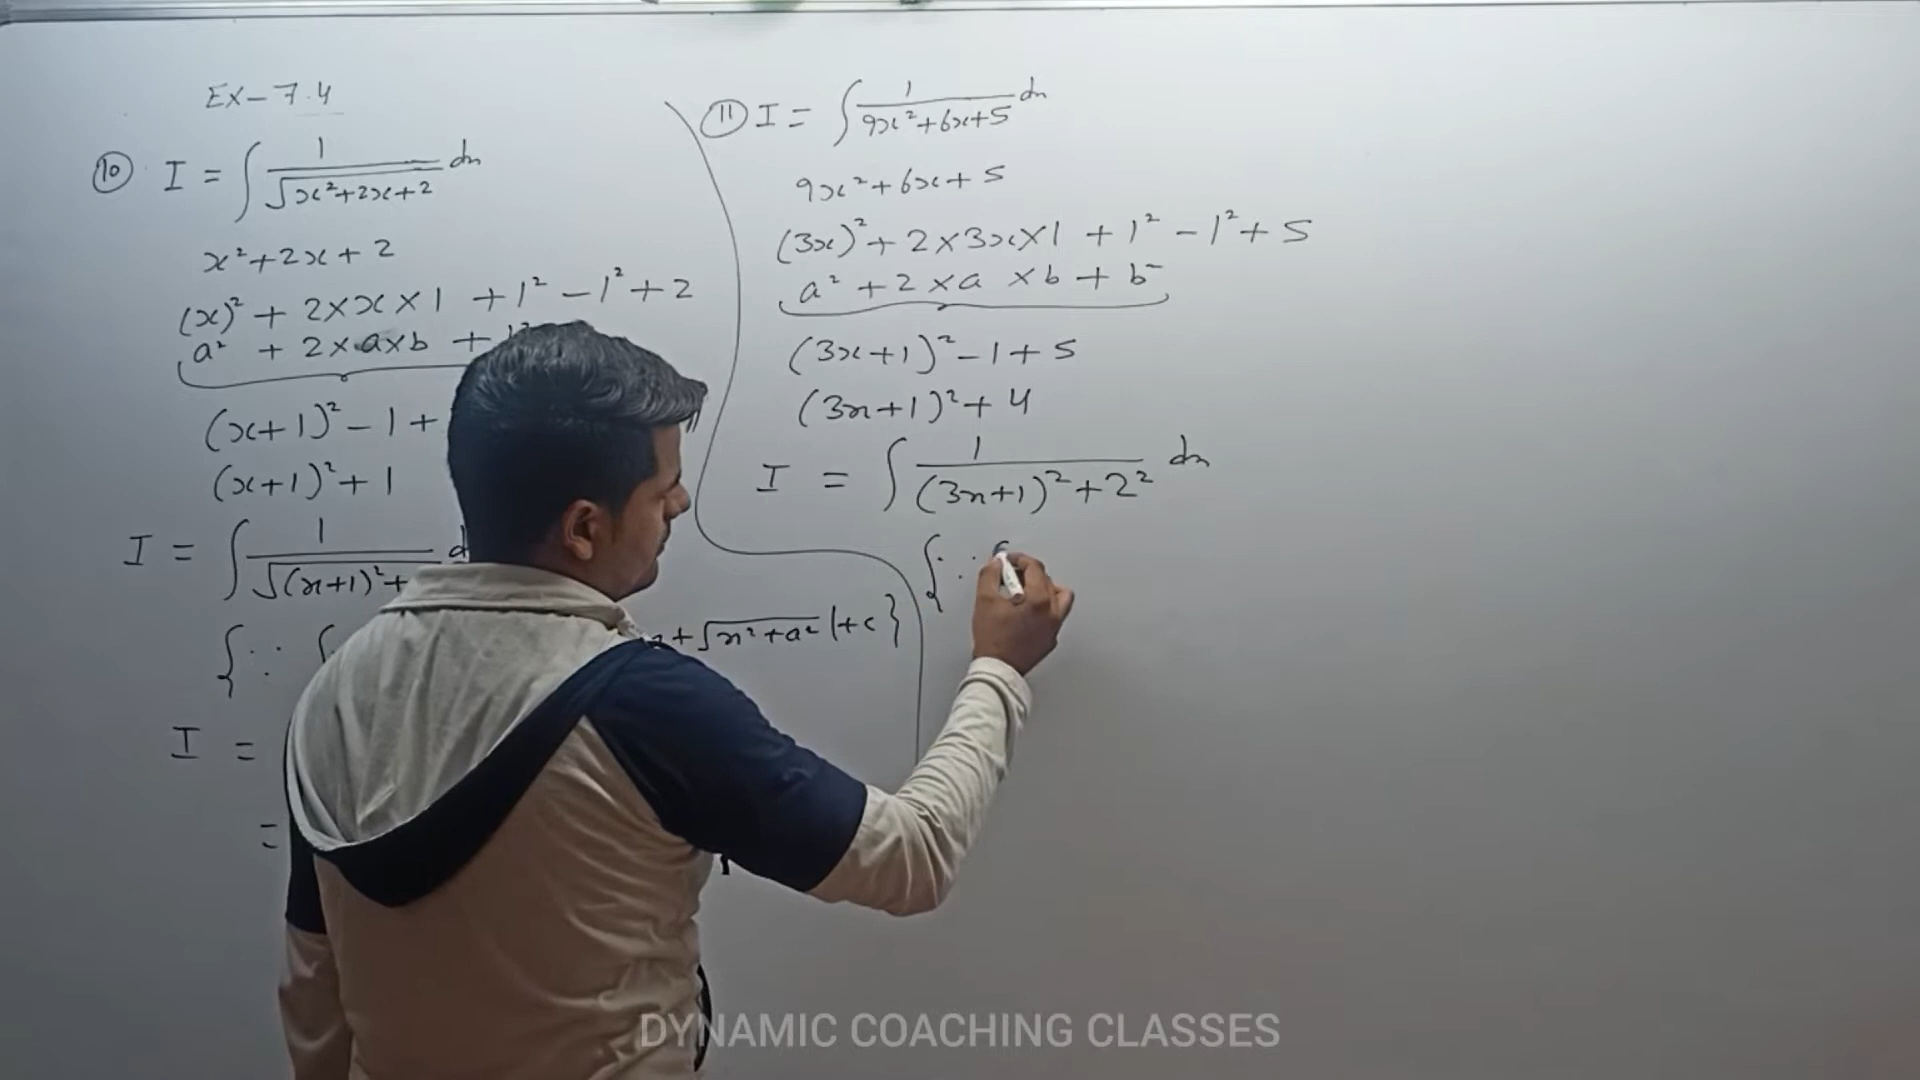 EX-7.4
⑩ I = ∫ 1/√x²+2x+2 dx
x²+2x+2
(x)² + 2×x×1 + 1² - 1² + 2
a² + 2×a×b +
(x+1)² - 1 +
(x+1)² + 1
I = ∫ 1/√(x+1)²+
{ ∵ ∫ + √x²+a² | + c }
I =
=
⑪ I = ∫ 1/9x²+6x+5 dx
9x²+6x+5
(3x)² + 2×3x×1 + 1² - 1² + 5
a² + 2×a ×b + b
(3x+1)² - 1 + 5
(3x+1)² + 4
I = ∫ 1/(3x+1)²+2² dx
{ ∵
DYNAMIC COACHING CLASSES